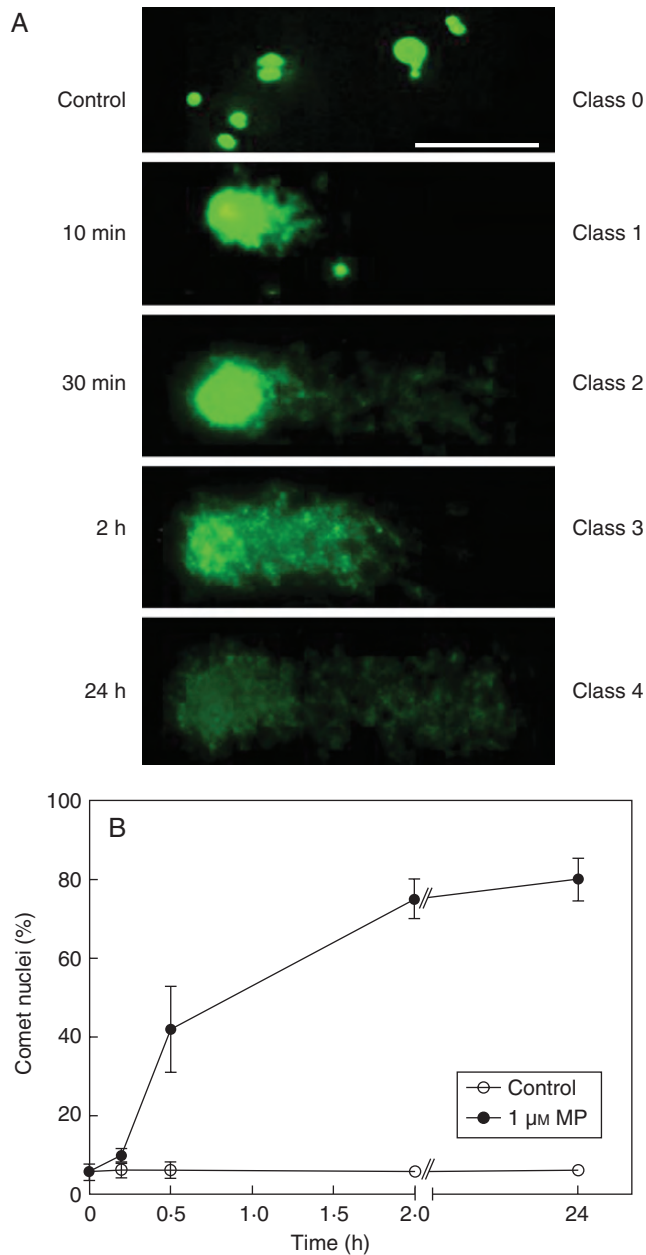 A
Control Class 0
10 min Class 1
30 min Class 2
2 h Class 3
24 h Class 4
B
100
80
60
40
20
0
Comet nuclei (%)
Control
1 µM MP
0 0·5 1·0 1·5 2·0 24
Time (h)